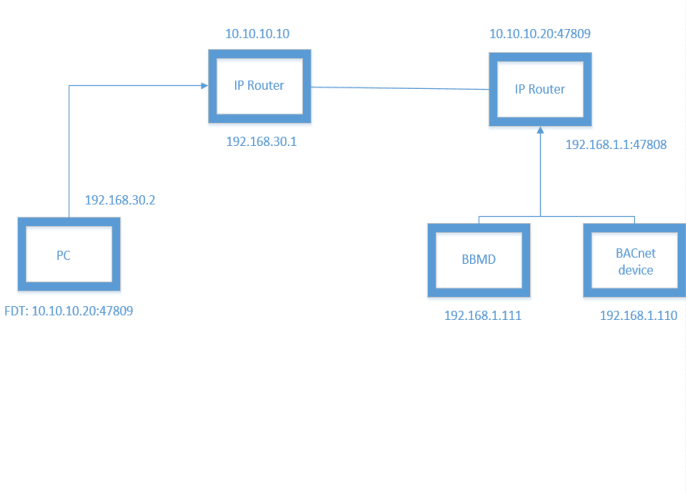 10.10.10.10
10.10.10.20:47809
IP Router
IP Router
192.168.30.1
192.168.1.1:47808
192.168.30.2
PC
BBMD
BACnet
device
FDT: 10.10.10.20:47809
192.168.1.111
192.168.1.110